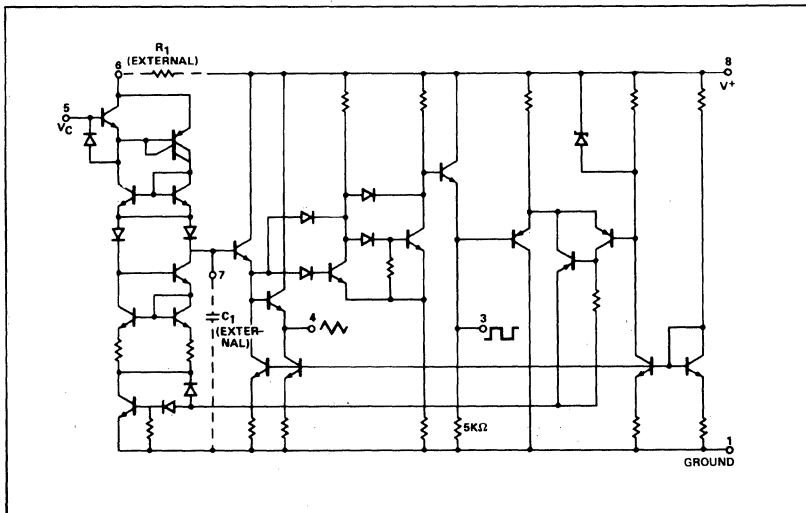 R1
(EXTERNAL)
6
8
V+
5
VC
7
C1
(EXTER-
NAL)
4
3
5KΩ
1
GROUND